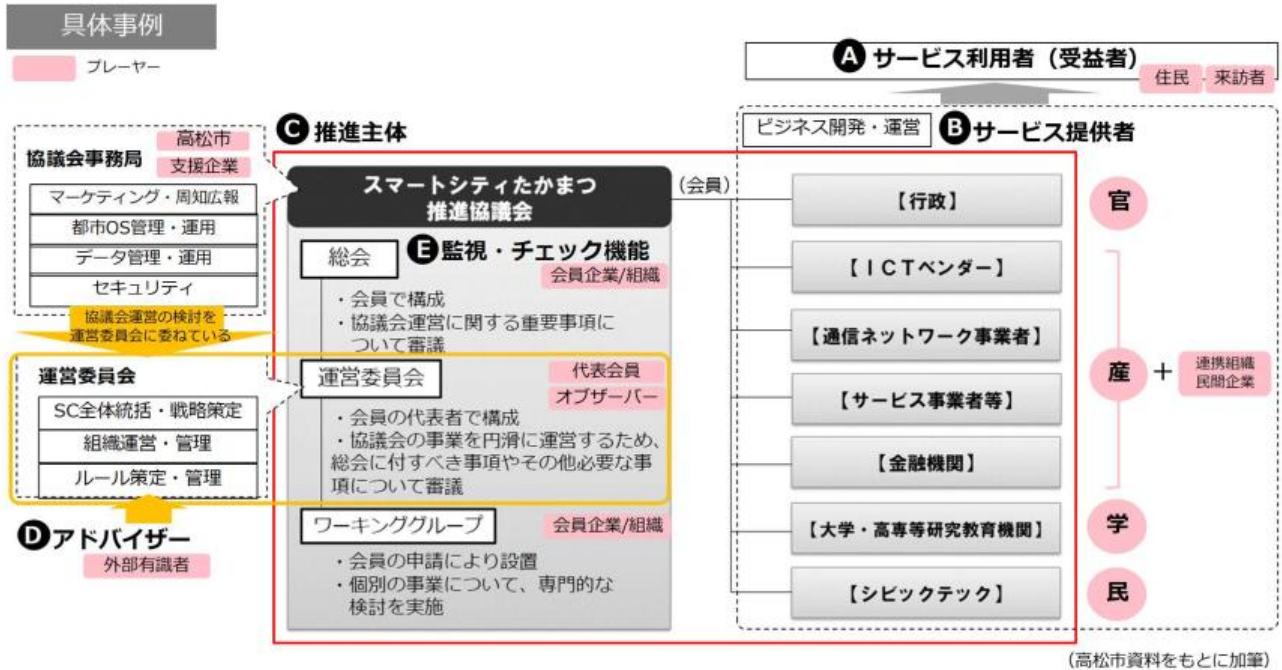 具体事例
プレーヤー
A サービス利用者（受益者）
住民
来訪者
C 推進主体
ビジネス開発・運営
B サービス提供者
協議会事務局
高松市
支援企業
マーケティング・周知広報
都市OS管理・運用
データ管理・運用
セキュリティ
協議会運営の検討を
運営委員会に委ねている
運営委員会
SC全体統括・戦略策定
組織運営・管理
ルール策定・管理
D アドバイザー
外部有識者
スマートシティたかまつ
推進協議会
（会員）
総会
E 監視・チェック機能
会員企業/組織
・会員で構成
・協議会運営に関する重要事項に
ついて審議
運営委員会
代表会員
オブザーバー
・会員の代表者で構成
・協議会の事業を円滑に運営するため、
総会に付すべき事項やその他必要な事
項について審議
ワーキンググループ
会員企業/組織
・会員の申請により設置
・個別の事業について、専門的な
検討を実施
【行政】
【ＩＣＴベンダー】
【通信ネットワーク事業者】
【サービス事業者等】
【金融機関】
【大学・高専等研究教育機関】
【シビックテック】
官
産
＋
連携組織
民間企業
学
民
（高松市資料をもとに加筆）